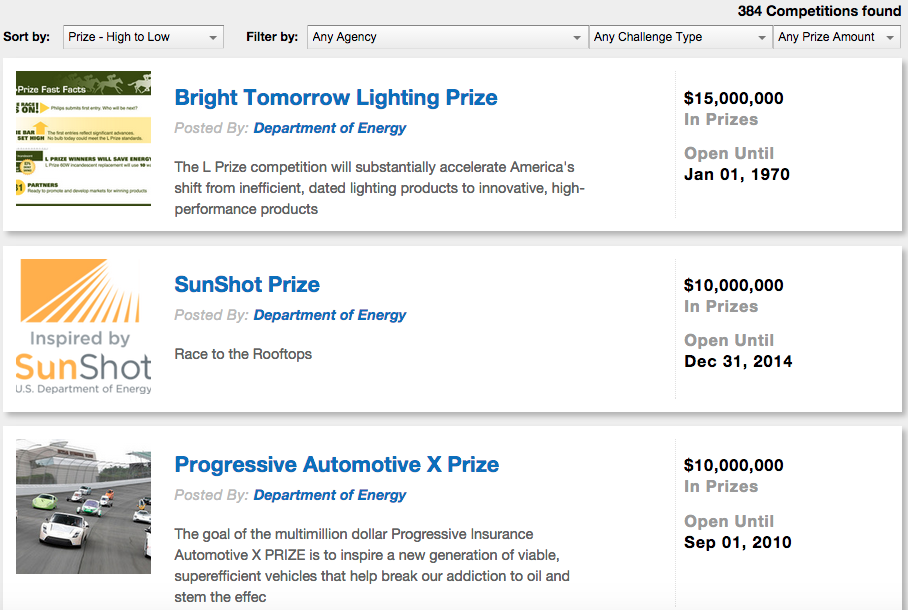 384 Competitions found
Sort by: Prize - High to Low Filter by: Any Agency Any Challenge Type Any Prize Amount
Prize Fast Facts
RACE
S ON! Philips submits first entry. Who will be next?
E BAR
SET HIGH The first entries reflect significant advances.
No bulbs today could meet the L Prize standards.
L PRIZE WINNERS WILL SAVE ENERGY
L Prize 60W incandescent replacement will use 10 w
31 PARTNERS
Ready to promote and develop markets for winning products
Bright Tomorrow Lighting Prize
Posted By: Department of Energy
The L Prize competition will substantially accelerate America's
shift from inefficient, dated lighting products to innovative, high-
performance products
$15,000,000
In Prizes
Open Until
Jan 01, 1970
Inspired by
SunShot
U.S. Department of Energy
SunShot Prize
Posted By: Department of Energy
Race to the Rooftops
$10,000,000
In Prizes
Open Until
Dec 31, 2014
Progressive Automotive X Prize
Posted By: Department of Energy
The goal of the multimillion dollar Progressive Insurance
Automotive X PRIZE is to inspire a new generation of viable,
superefficient vehicles that help break our addiction to oil and
stem the effec
$10,000,000
In Prizes
Open Until
Sep 01, 2010